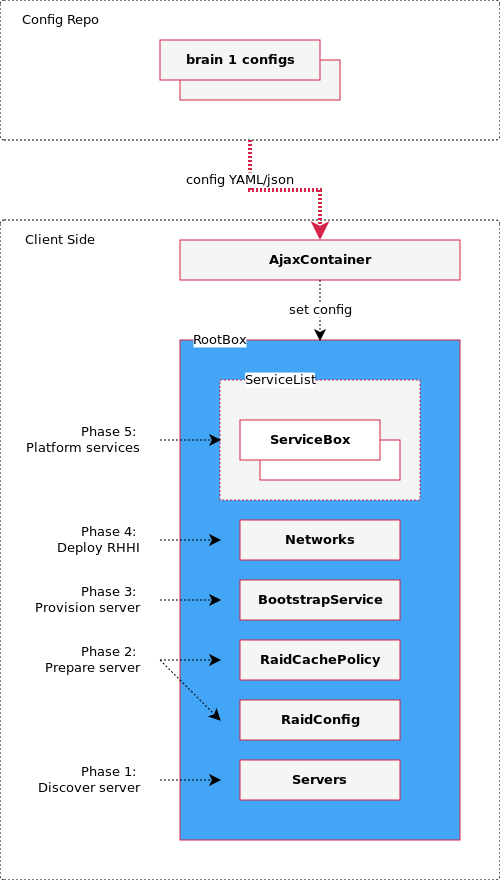 Config Repo
brain 1 configs
config YAML/json
Client Side
AjaxContainer
set config
RootBox
ServiceList
Phase 5:
Platform services
ServiceBox
Phase 4:
Deploy RHHI
Networks
Phase 3:
Provision server
BootstrapService
Phase 2:
Prepare server
RaidCachePolicy
RaidConfig
Phase 1:
Discover server
Servers